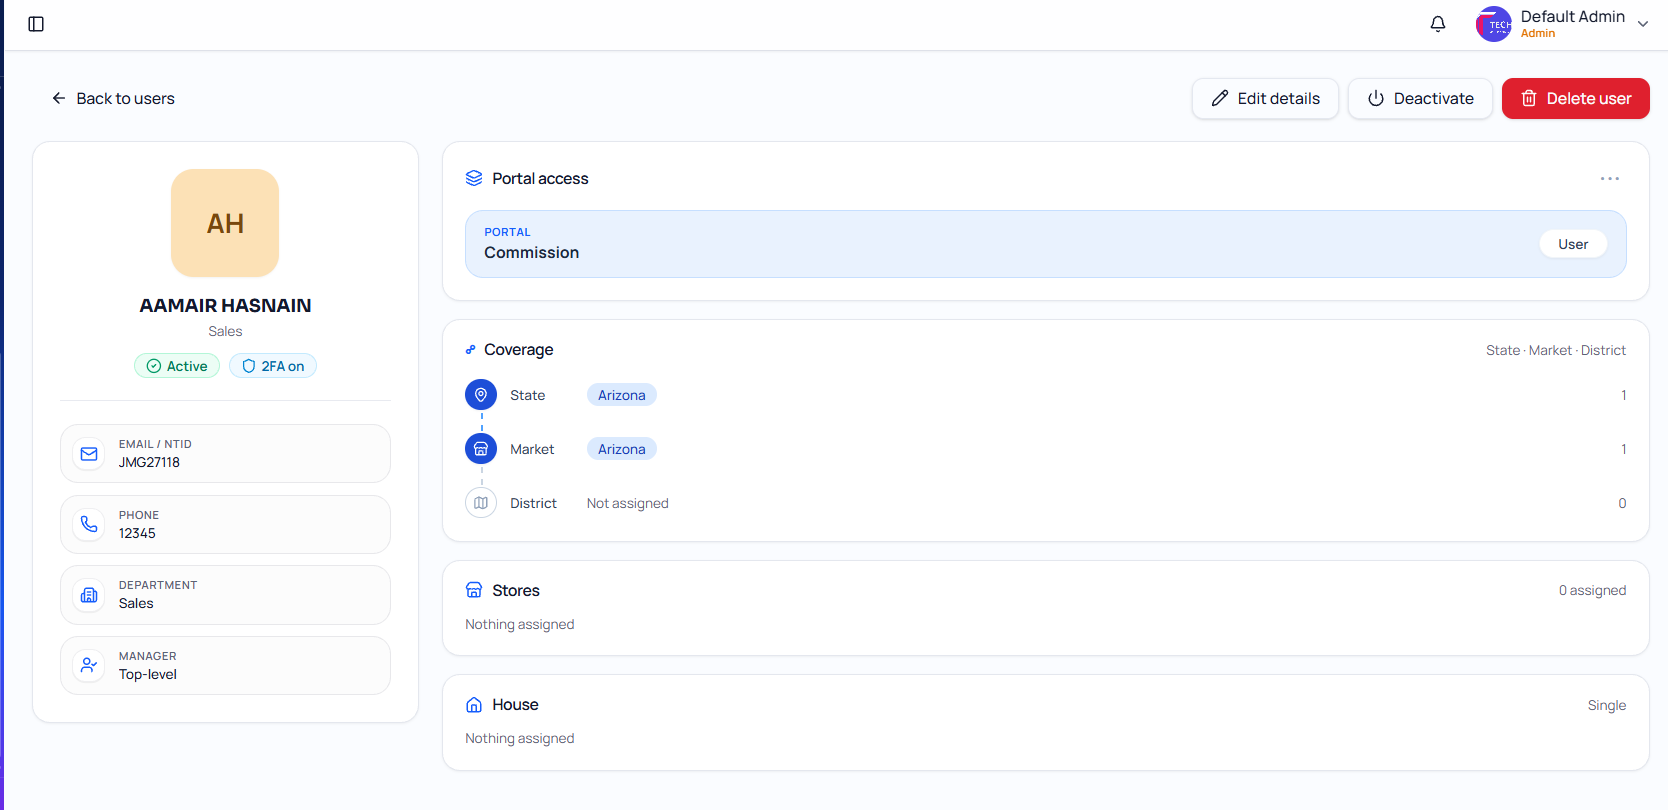 TECH
Default Admin
Admin
Back to users
Edit details
Deactivate
Delete user
AH
AAMAIR HASNAIN
Sales
Active
2FA on
EMAIL / NTID
JMG27118
PHONE
12345
DEPARTMENT
Sales
MANAGER
Top-level
Portal access
PORTAL
Commission
User
Coverage
State · Market · District
State
Arizona
1
Market
Arizona
1
District
Not assigned
0
Stores
0 assigned
Nothing assigned
House
Single
Nothing assigned